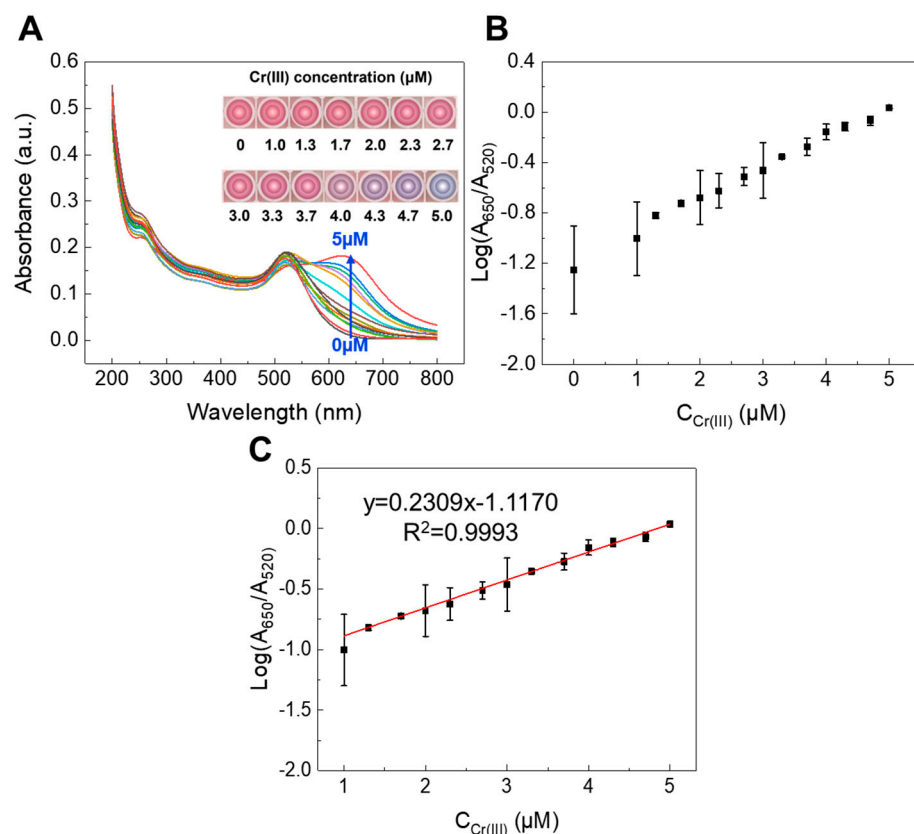 A
Absorbance (a.u.)
0.6
0.5
0.4
0.3
0.2
0.1
0.0
Cr(III) concentration (µM)
0 1.0 1.3 1.7 2.0 2.3 2.7
3.0 3.3 3.7 4.0 4.3 4.7 5.0
5µM
0µM
200 300 400 500 600 700 800
Wavelength (nm)
B
Log(A650/A520)
0.4
0.0
-0.4
-0.8
-1.2
-1.6
-2.0
0 1 2 3 4 5
CCr(III) (µM)
C
Log(A650/A520)
0.5
0.0
-0.5
-1.0
-1.5
-2.0
y=0.2309x-1.1170
R²=0.9993
1 2 3 4 5
CCr(III) (µM)